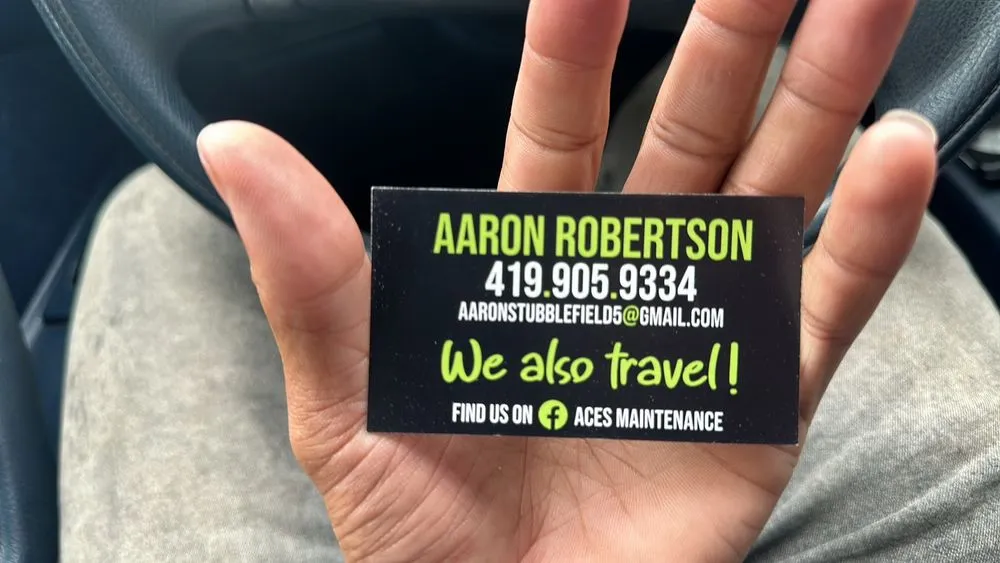 AARON ROBERTSON
419.905.9334
AARONSTUBBLEFIELD5@GMAIL.COM
We also travel!
FIND US ON f ACES MAINTENANCE